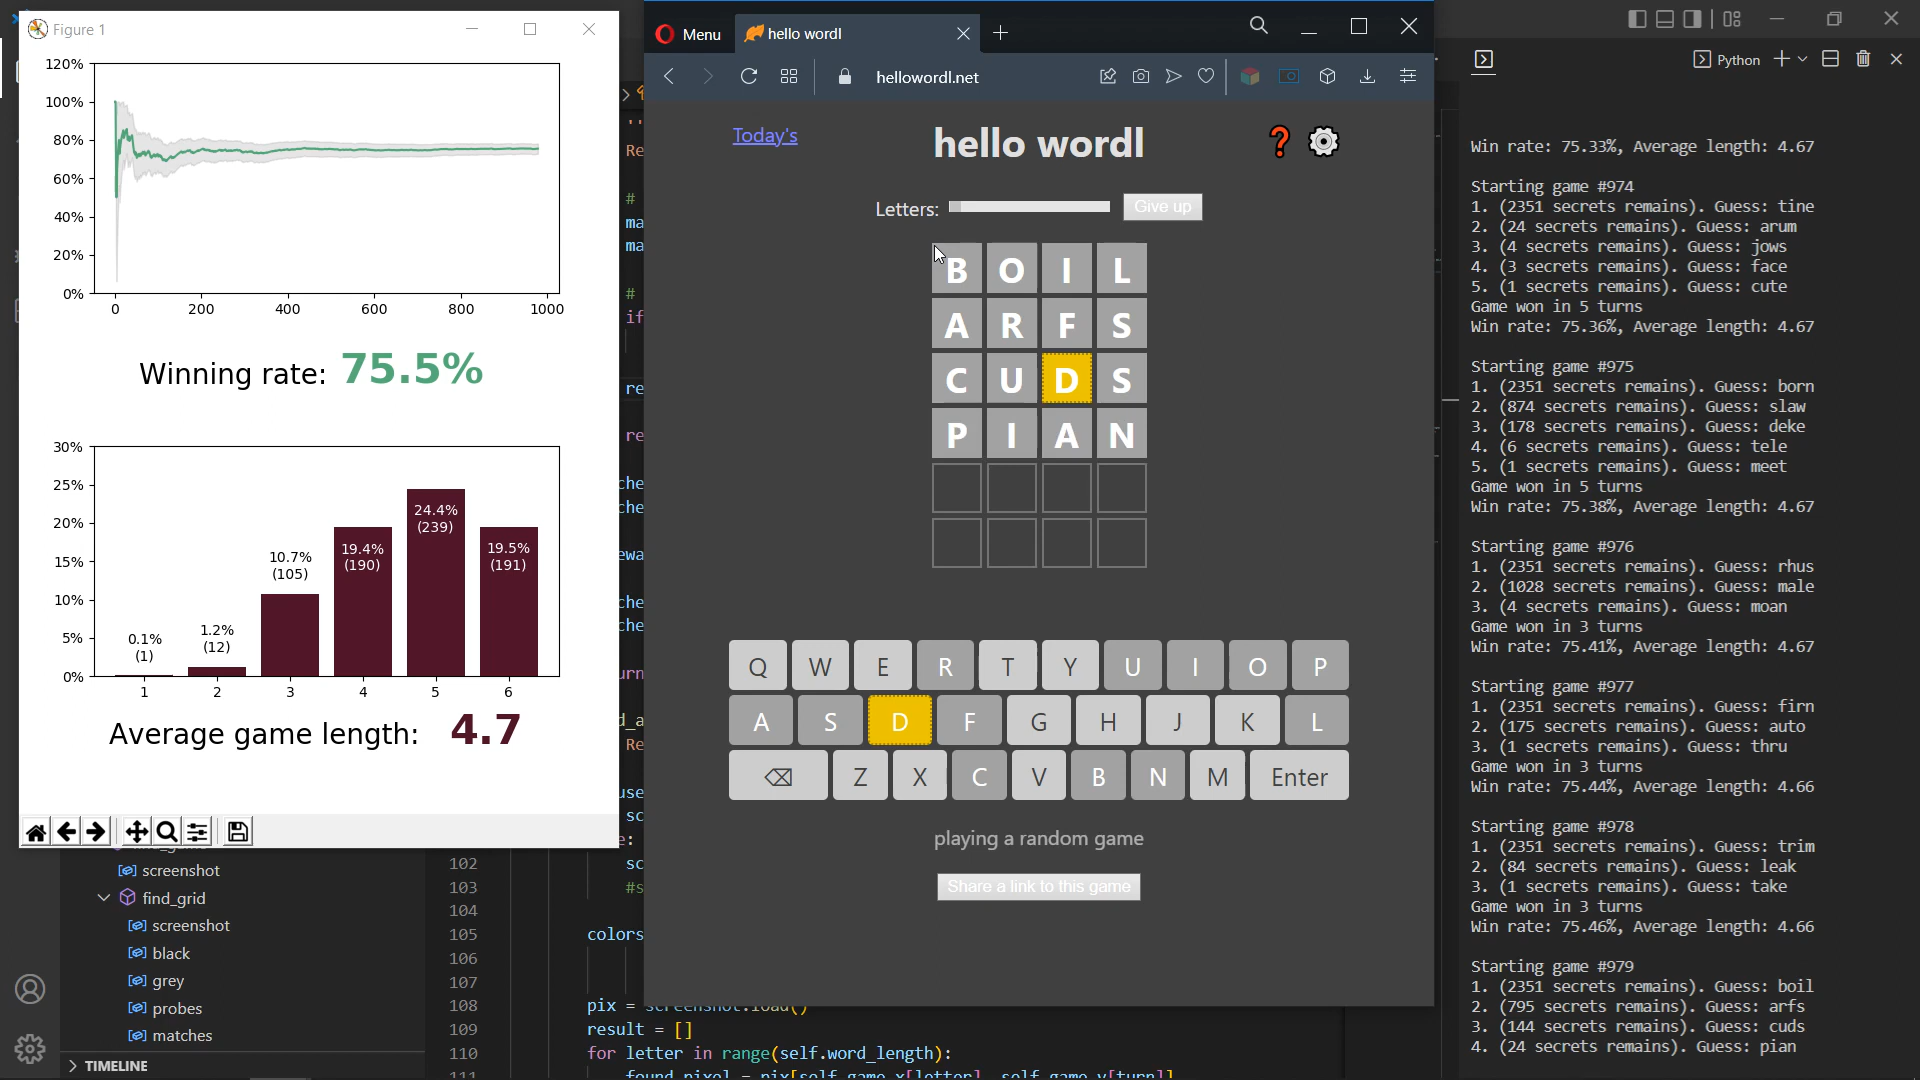 Figure 1
120%
100%
80%
60%
40%
20%
0%
0 200 400 600 800 1000
Winning rate: 75.5%
30%
25%
20%
15%
10%
5%
0%
0.1%
(1)
1.2%
(12)
10.7%
(105)
19.4%
(190)
24.4%
(239)
19.5%
(191)
1 2 3 4 5 6
Average game length: 4.7
screenshot
find_grid
screenshot
black
grey
probes
matches
TIMELINE
102
103
104
105
106
107
108
109
110
111
colors
pix =
result = []
for letter in range(self.word_length):
Menu
hello wordl
hellowordl.net
Today's
hello wordl
?
Letters:
Give up
B O I L
A R F S
C U D S
P I A N
Q W E R T Y U I O P
A S D F G H J K L
Z X C V B N M Enter
playing a random game
Share a link to this game
Python
Win rate: 75.33%, Average length: 4.67
Starting game #974
1. (2351 secrets remains). Guess: tine
2. (24 secrets remains). Guess: arum
3. (4 secrets remains). Guess: jows
4. (3 secrets remains). Guess: face
5. (1 secrets remains). Guess: cute
Game won in 5 turns
Win rate: 75.36%, Average length: 4.67
Starting game #975
1. (2351 secrets remains). Guess: born
2. (874 secrets remains). Guess: slaw
3. (178 secrets remains). Guess: deke
4. (6 secrets remains). Guess: tele
5. (1 secrets remains). Guess: meet
Game won in 5 turns
Win rate: 75.38%, Average length: 4.67
Starting game #976
1. (2351 secrets remains). Guess: rhus
2. (1028 secrets remains). Guess: male
3. (4 secrets remains). Guess: moan
Game won in 3 turns
Win rate: 75.41%, Average length: 4.67
Starting game #977
1. (2351 secrets remains). Guess: firn
2. (175 secrets remains). Guess: auto
3. (1 secrets remains). Guess: thru
Game won in 3 turns
Win rate: 75.44%, Average length: 4.66
Starting game #978
1. (2351 secrets remains). Guess: trim
2. (84 secrets remains). Guess: leak
3. (1 secrets remains). Guess: take
Game won in 3 turns
Win rate: 75.46%, Average length: 4.66
Starting game #979
1. (2351 secrets remains). Guess: boil
2. (795 secrets remains). Guess: arfs
3. (144 secrets remains). Guess: cuds
4. (24 secrets remains). Guess: pian